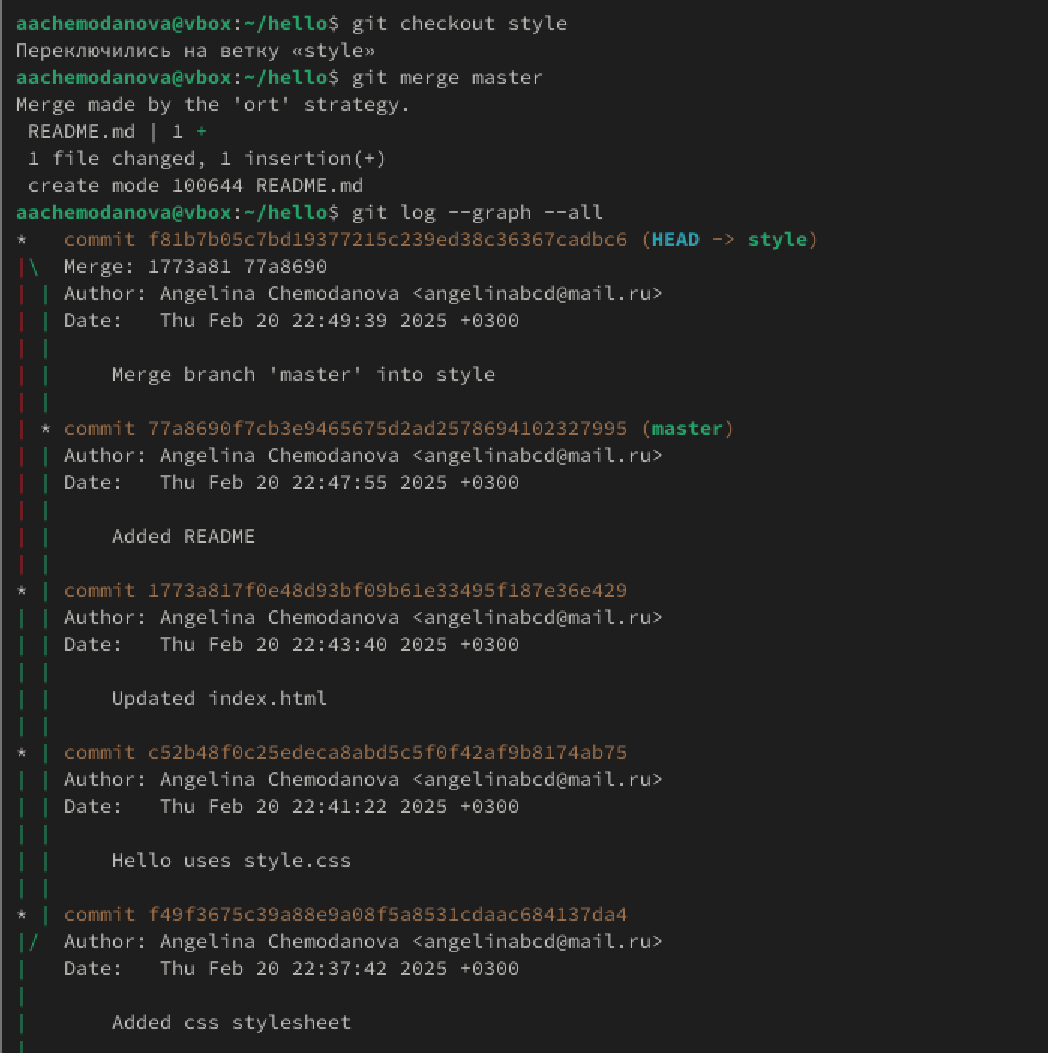 aachemodanova@vbox:~/hello$ git checkout style
Переключились на ветку «style»
aachemodanova@vbox:~/hello$ git merge master
Merge made by the 'ort' strategy.
 README.md | 1 +
 1 file changed, 1 insertion(+)
 create mode 100644 README.md
aachemodanova@vbox:~/hello$ git log --graph --all
*   commit f81b7b05c7bd19377215c239ed38c36367cadbc6 (HEAD -> style)
|\  Merge: 1773a81 77a8690
| | Author: Angelina Chemodanova <angelinabcd@mail.ru>
| | Date:   Thu Feb 20 22:49:39 2025 +0300
| |
| |     Merge branch 'master' into style
| |
| * commit 77a8690f7cb3e9465675d2ad2578694102327995 (master)
| | Author: Angelina Chemodanova <angelinabcd@mail.ru>
| | Date:   Thu Feb 20 22:47:55 2025 +0300
| |
| |     Added README
| |
* | commit 1773a817f0e48d93bf09b61e33495f187e36e429
| | Author: Angelina Chemodanova <angelinabcd@mail.ru>
| | Date:   Thu Feb 20 22:43:40 2025 +0300
| |
| |     Updated index.html
| |
* | commit c52b48f0c25edeca8abd5c5f0f42af9b8174ab75
| | Author: Angelina Chemodanova <angelinabcd@mail.ru>
| | Date:   Thu Feb 20 22:41:22 2025 +0300
| |
| |     Hello uses style.css
| |
* | commit f49f3675c39a88e9a08f5a8531cdaac684137da4
|/  Author: Angelina Chemodanova <angelinabcd@mail.ru>
|   Date:   Thu Feb 20 22:37:42 2025 +0300
|
|       Added css stylesheet
|